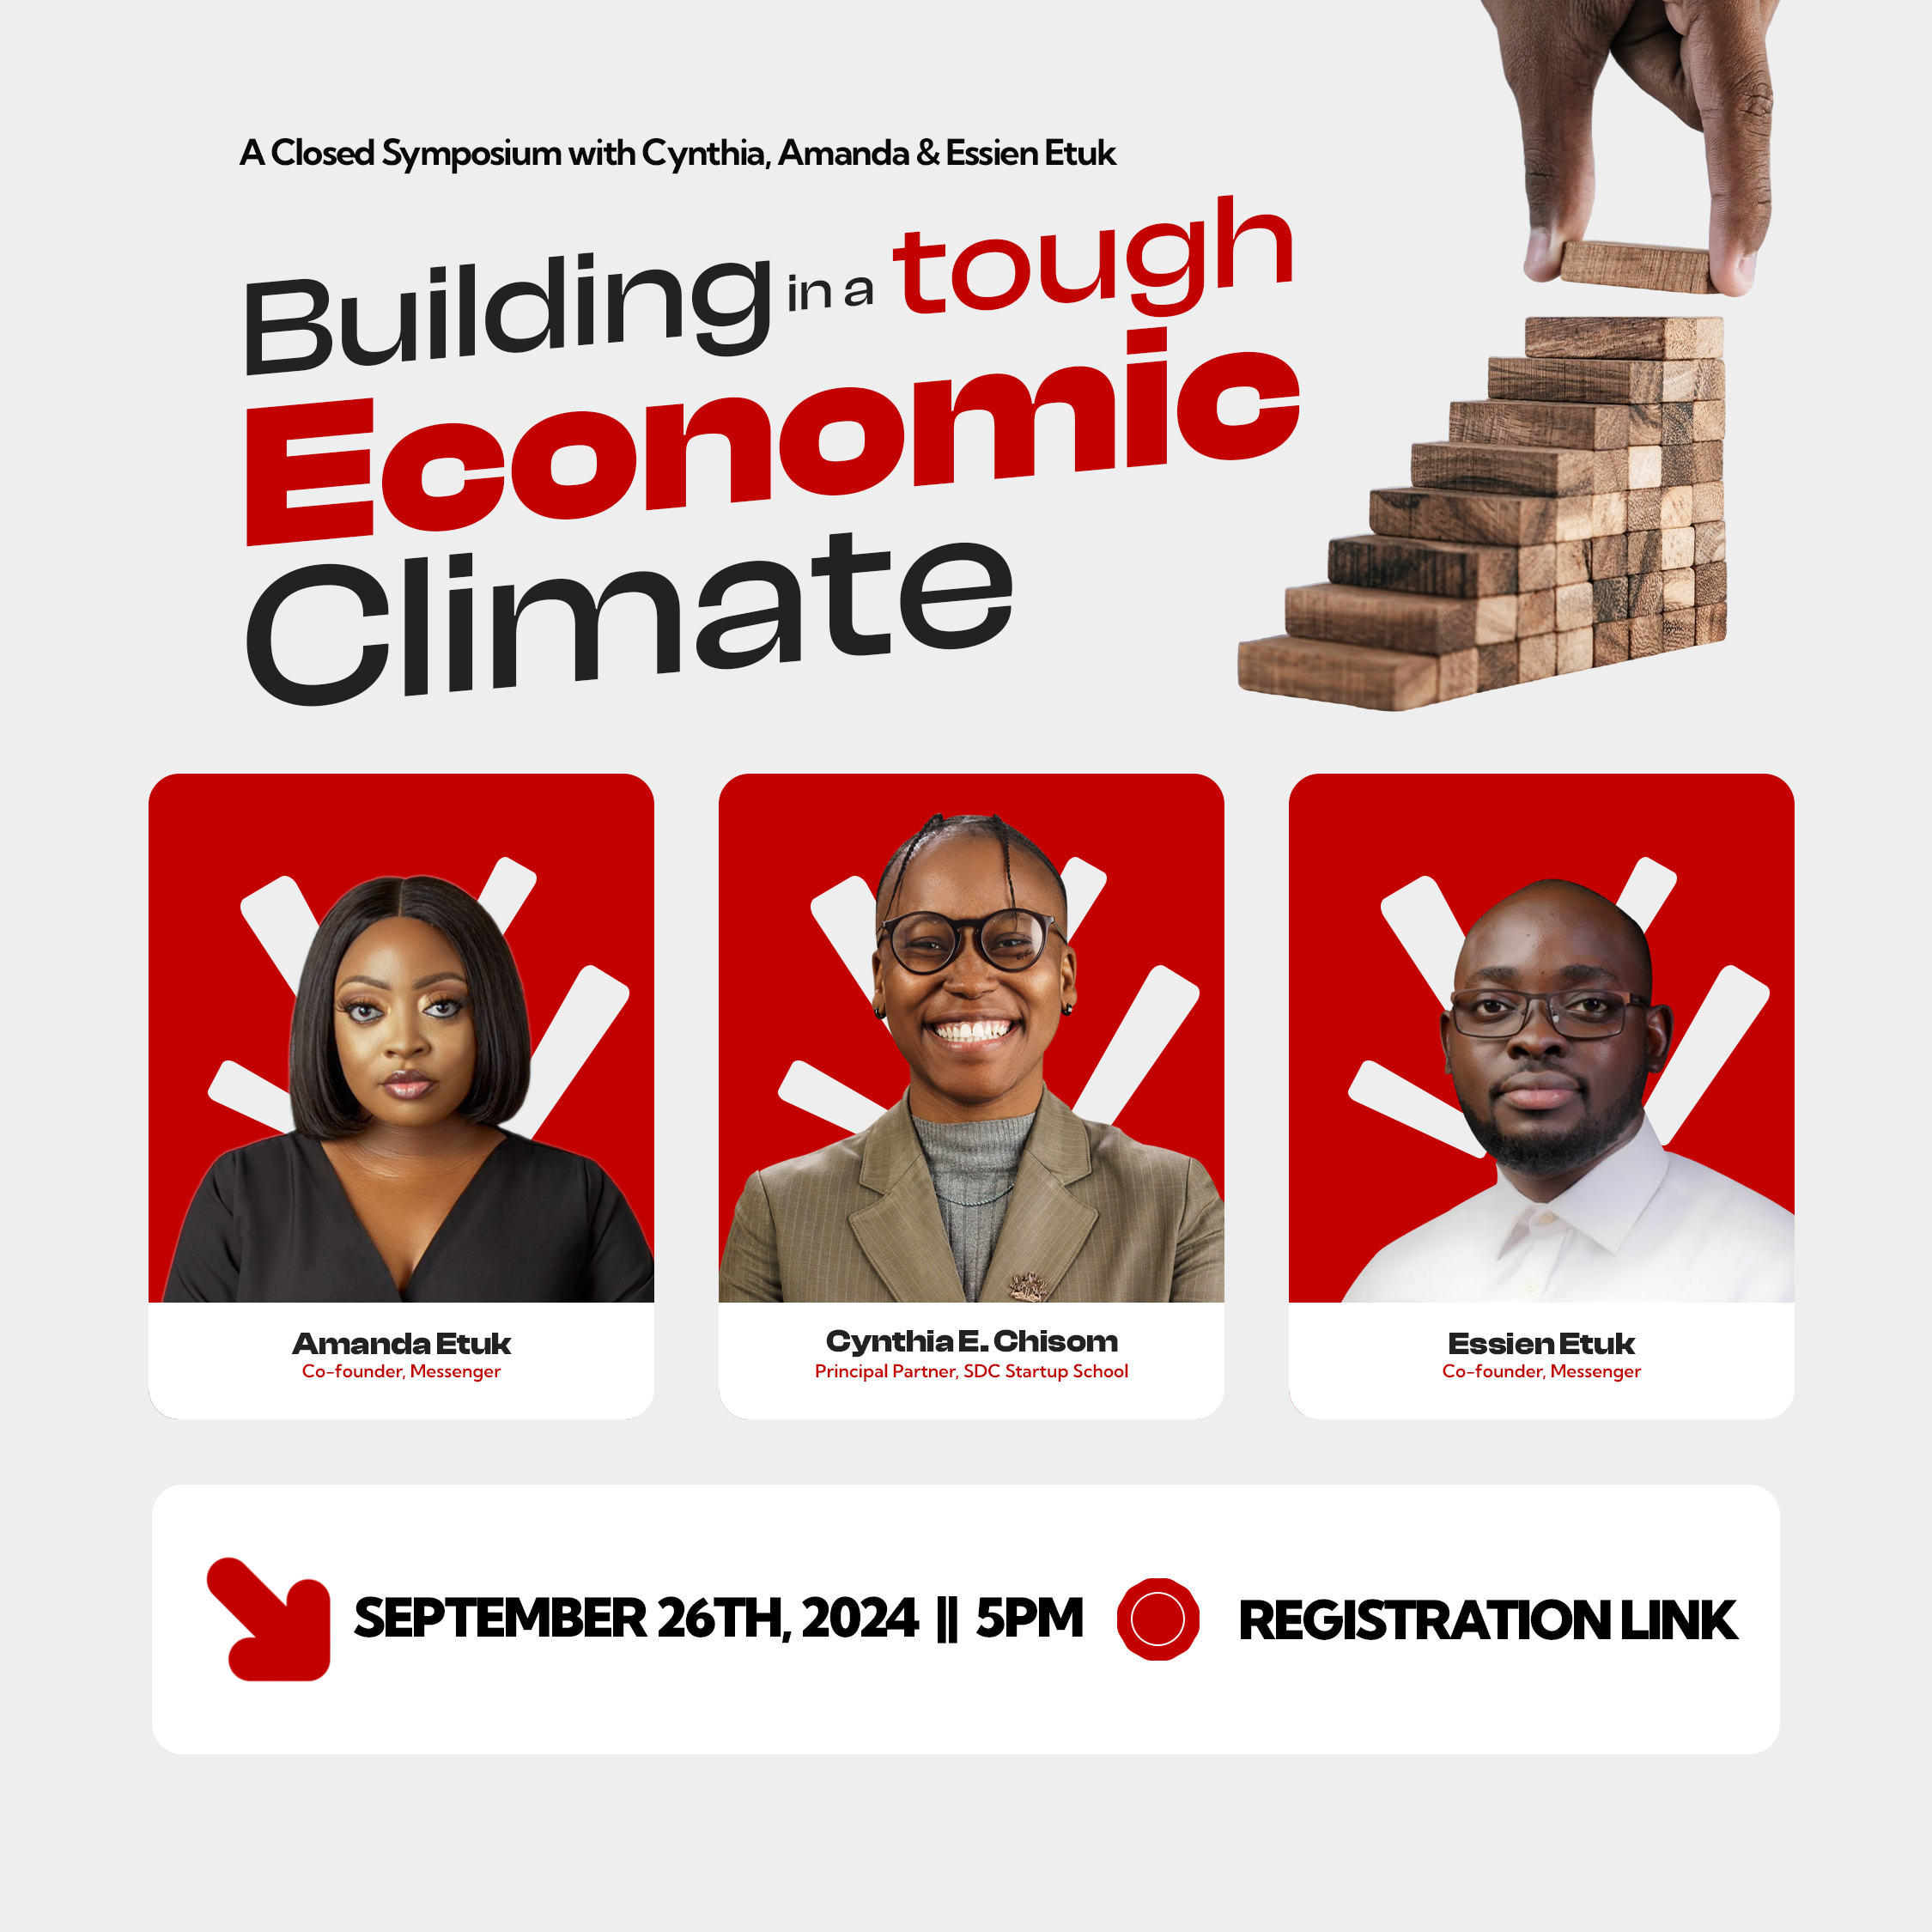 A Closed Symposium with Cynthia, Amanda & Essien Etuk
Building in a tough
Economic
Climate
Amanda Etuk
Co-founder, Messenger
Cynthia E. Chisom
Principal Partner, SDC Startup School
Essien Etuk
Co-founder, Messenger
SEPTEMBER 26TH, 2024 || 5PM
REGISTRATION LINK